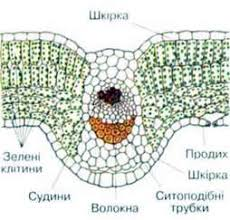 Шкірка
Зелені
клітини
Судини
Волокна
Ситоподібні
трубки
Шкірка
Продих